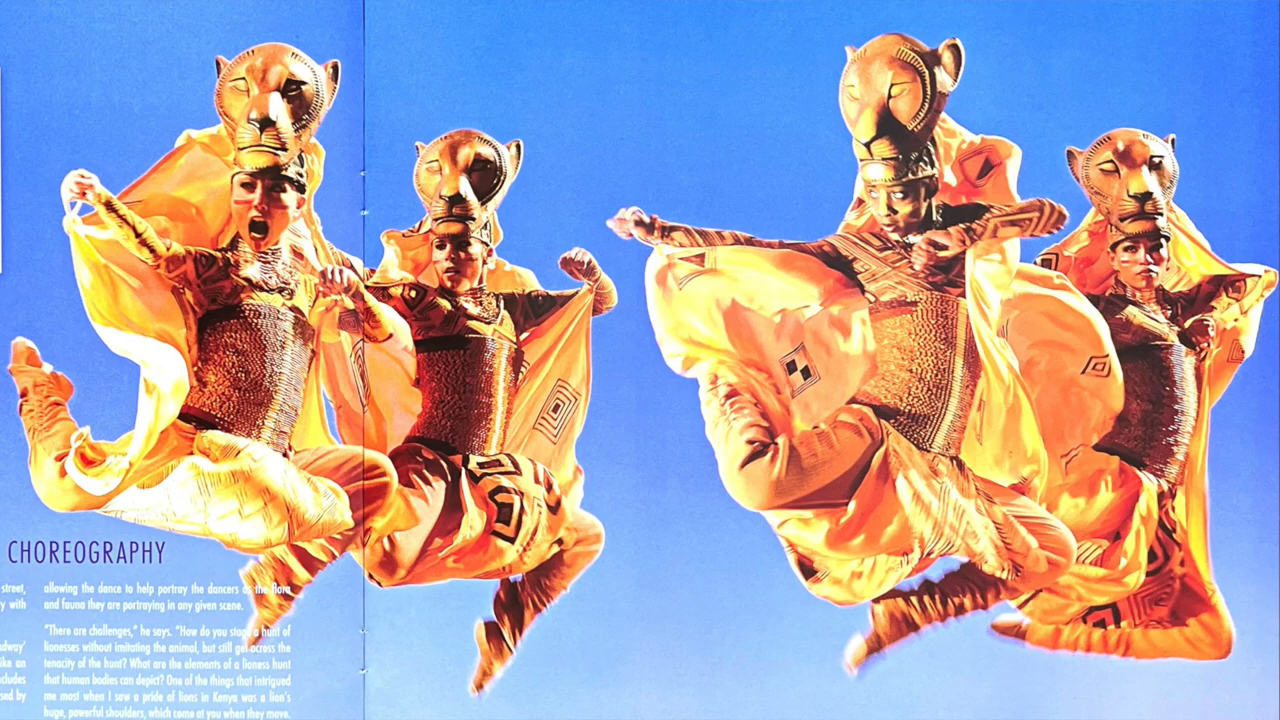 CHOREOGRAPHY
street,
y with
dway'
ike an
cludes
sed by
allowing the dance to help portray the dancers as the flora
and fauna they are portraying in any given scene.
"There are challenges," he says. "How do you stage a hunt of
lionesses without imitating the animal, but still get across the
tenacity of the hunt? What are the elements of a lioness hunt
that human bodies can depict? One of the things that intrigued
me most when I saw a pride of lions in Kenya was a lion's
huge, powerful shoulders, which come at you when they move.